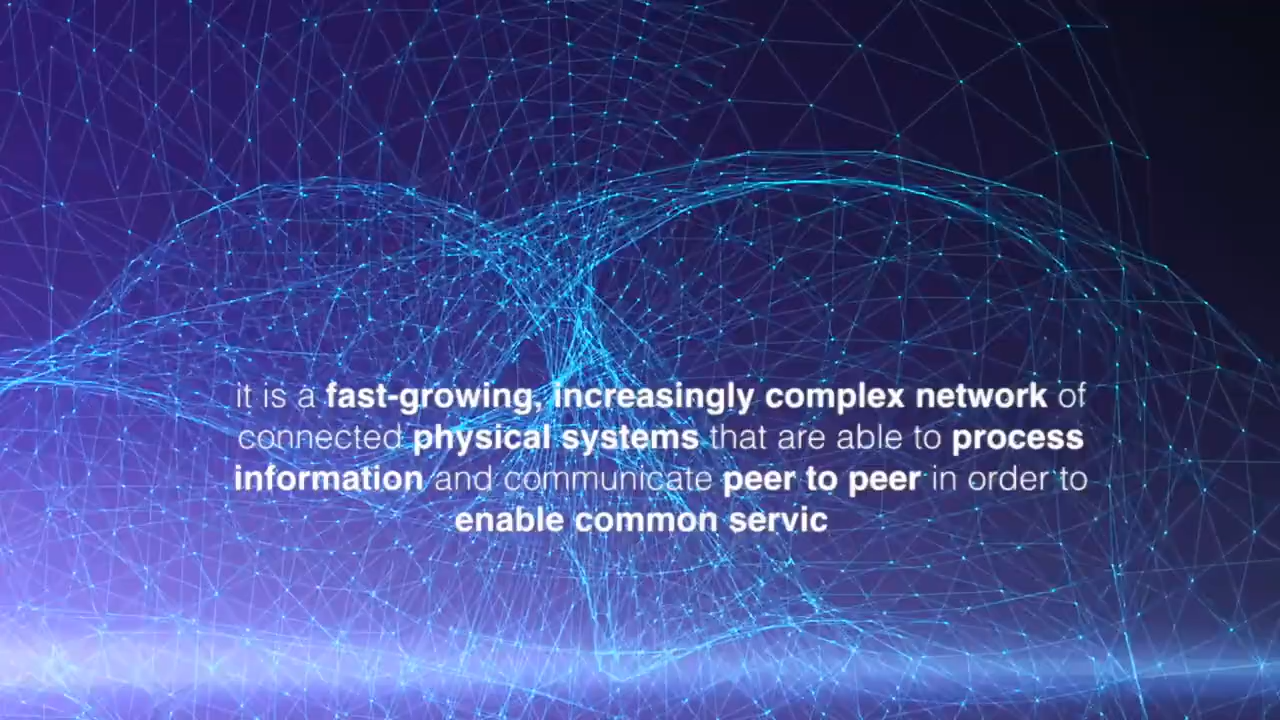 it is a fast-growing, increasingly complex network of
connected physical systems that are able to process
information and communicate peer to peer in order to
enable common servic